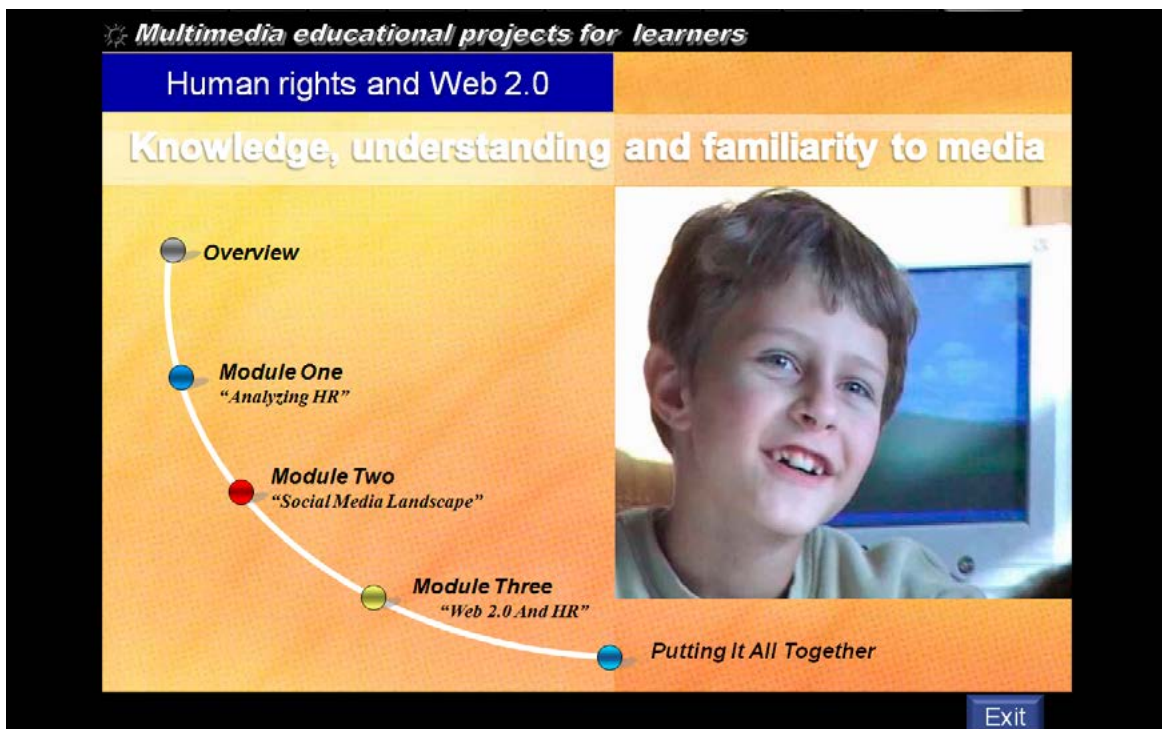 Multimedia educational projects for learners
Human rights and Web 2.0
Knowledge, understanding and familiarity to media
Overview
Module One
“Analyzing HR”
Module Two
“Social Media Landscape”
Module Three
“Web 2.0 And HR”
Putting It All Together
Exit